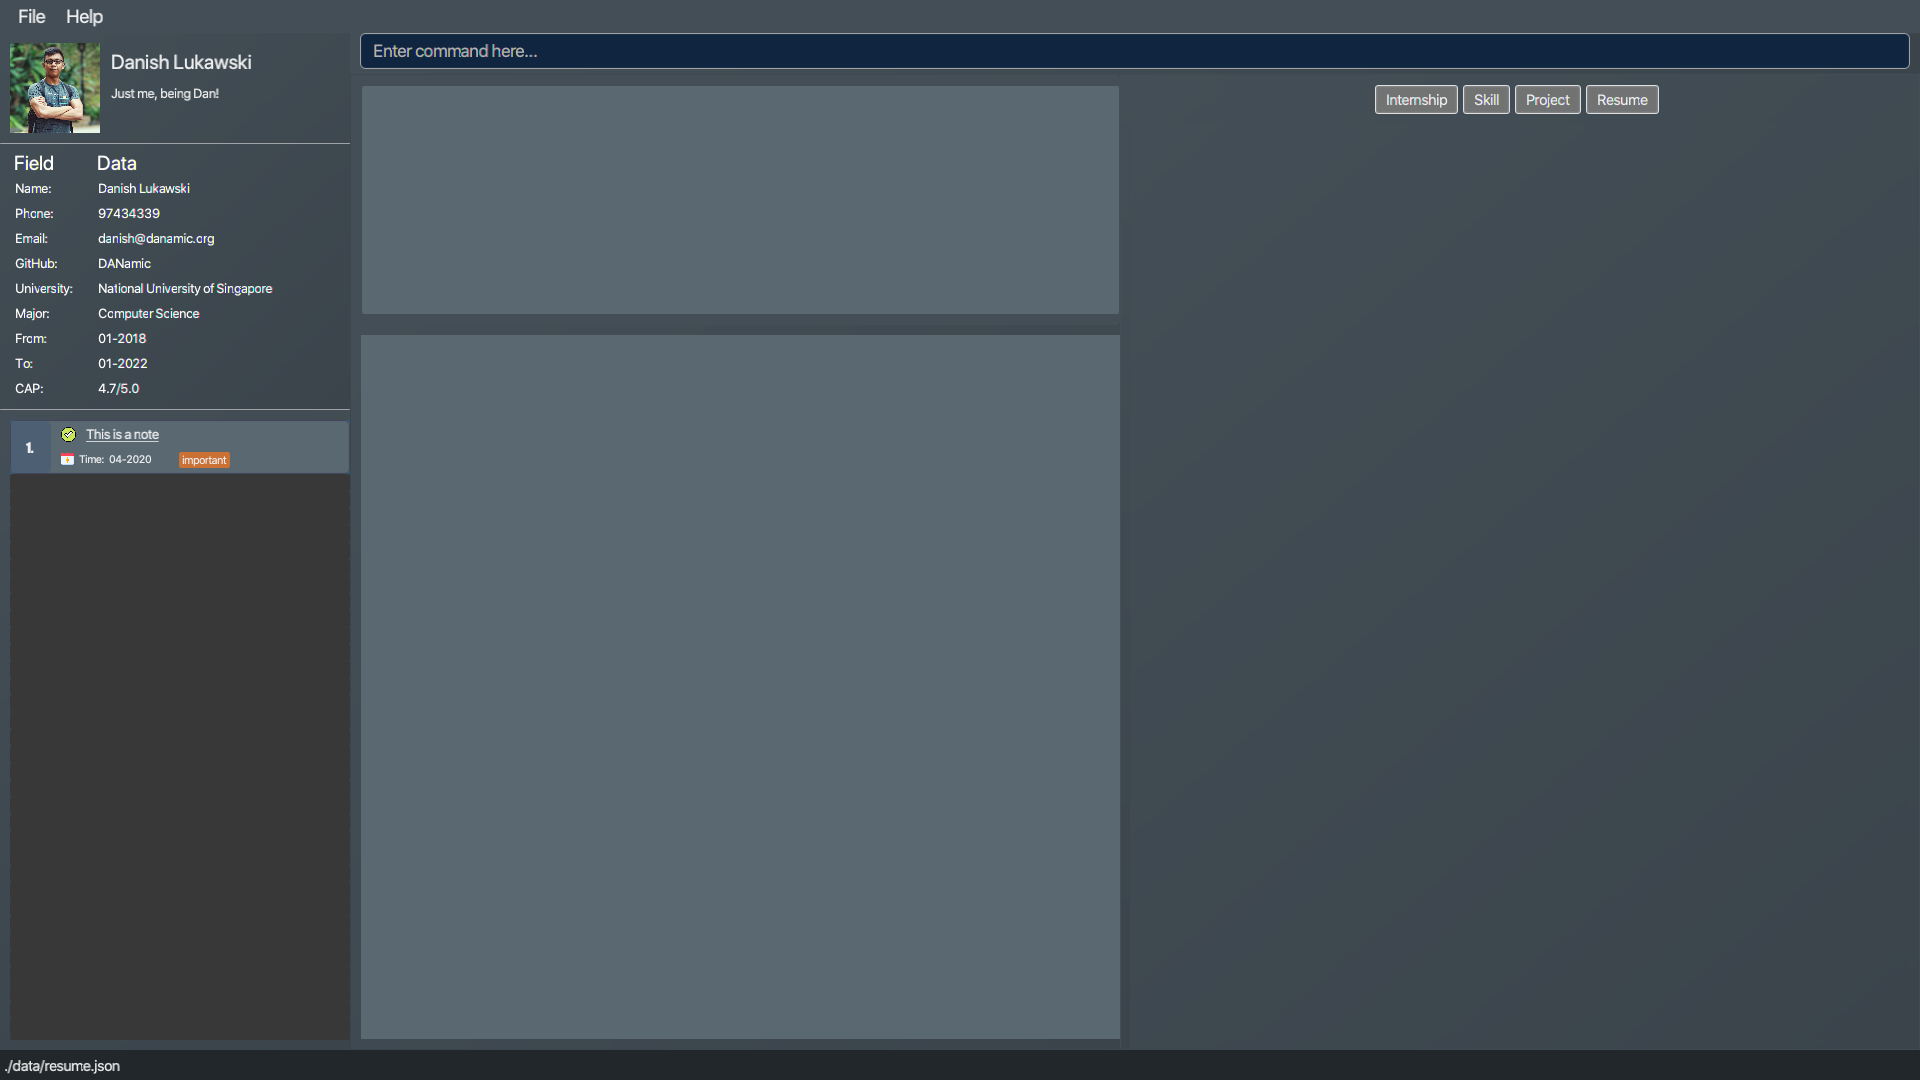 File Help
Danish Lukawski
Just me, being Dan!
Enter command here...
Internship Skill Project Resume
Field Data
Name: Danish Lukawski
Phone: 97434339
Email: danish@danamic.org
GitHub: DANamic
University: National University of Singapore
Major: Computer Science
From: 01-2018
To: 01-2022
CAP: 4.7/5.0
1. This is a note
Time: 04-2020 important
./data/resume.json